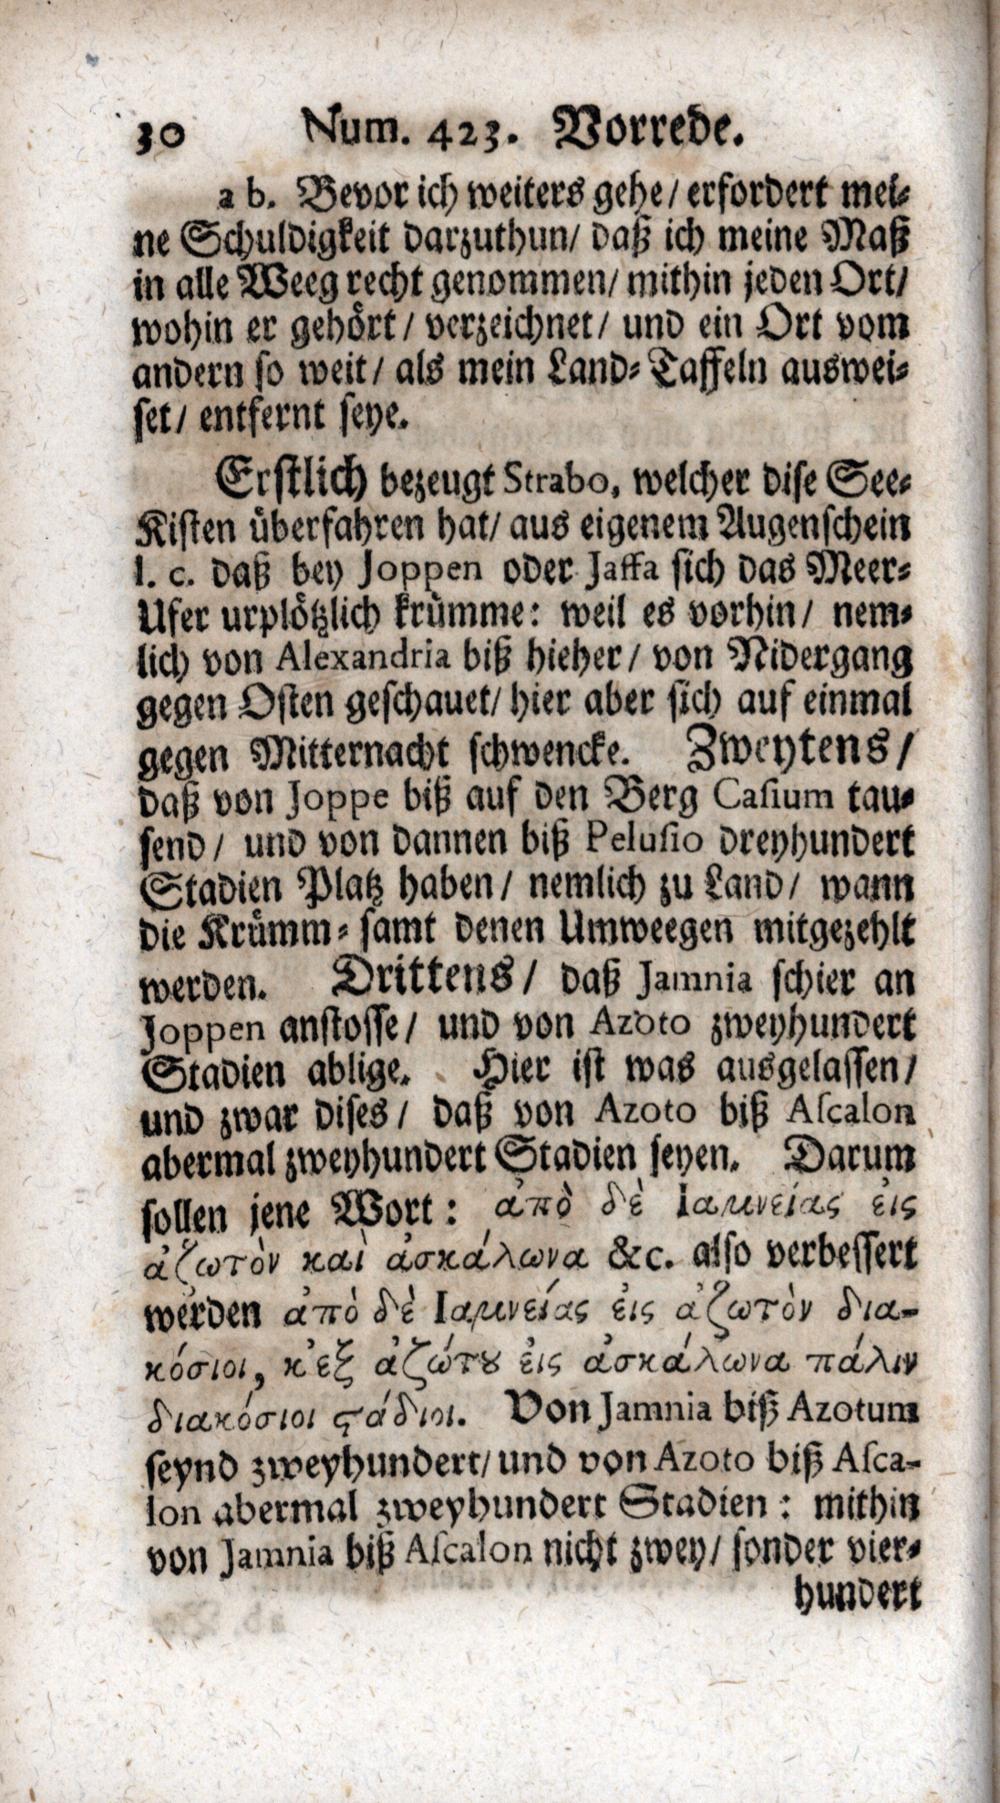 30 Num. 423. Vorrede.
a b. Bevor ich weiters gehe / erfordert mei-
ne Schuldigkeit darzuthun / daß ich meine Maß
in alle Weeg recht genommen / mithin jeden Ort /
wohin er gehört / verzeichnet / und ein Ort vom
andern so weit / als mein Land-Taffeln auswei-
set / entfernt seye.
Erstlich bezeugt Strabo, welcher dise See-
Kisten überfahren hat / aus eigenem Augenschein
l. c. daß bey Joppen oder Jaffa sich das Meer-
Ufer urplötzlich krümme: weil es vorhin / nem-
lich von Alexandria biß hieher / von Nidergang
gegen Osten geschauet / hier aber sich auf einmal
gegen Mitternacht schwencke. Zweytens /
daß von Joppe biß auf den Berg Casium tau-
send / und von dannen biß Pelusio dreyhundert
Stadien Platz haben / nemlich zu Land / wann
die Krümm- samt denen Umweegen mitgezehlt
werden. Drittens / daß Jamnia schier an
Joppen anstosse / und von Azoto zweyhundert
Stadien ablige. Hier ist was ausgelassen /
und zwar dises / daß von Azoto biß Ascalon
abermal zweyhundert Stadien seyen. Darum
sollen jene Wort: ἀπὸ δὲ Ιαμνείας ἐις
ἀζωτὸν καὶ ἀσκάλωνα &c. also verbessert
werden ἀπὸ δὲ Ιαμνείας ἐις ἀζωτὸν δια-
κόσιοι, κ'εξ ἀζώτȣ ἐις ἀσκάλωνα πάλιν
διακόσιοι ϛάδιοι. Von Jamnia biß Azotum
seynd zweyhundert / und von Azoto biß Asca-
lon abermal zweyhundert Stadien: mithin
von Jamnia biß Ascalon nicht zwey / sonder vier-
hundert